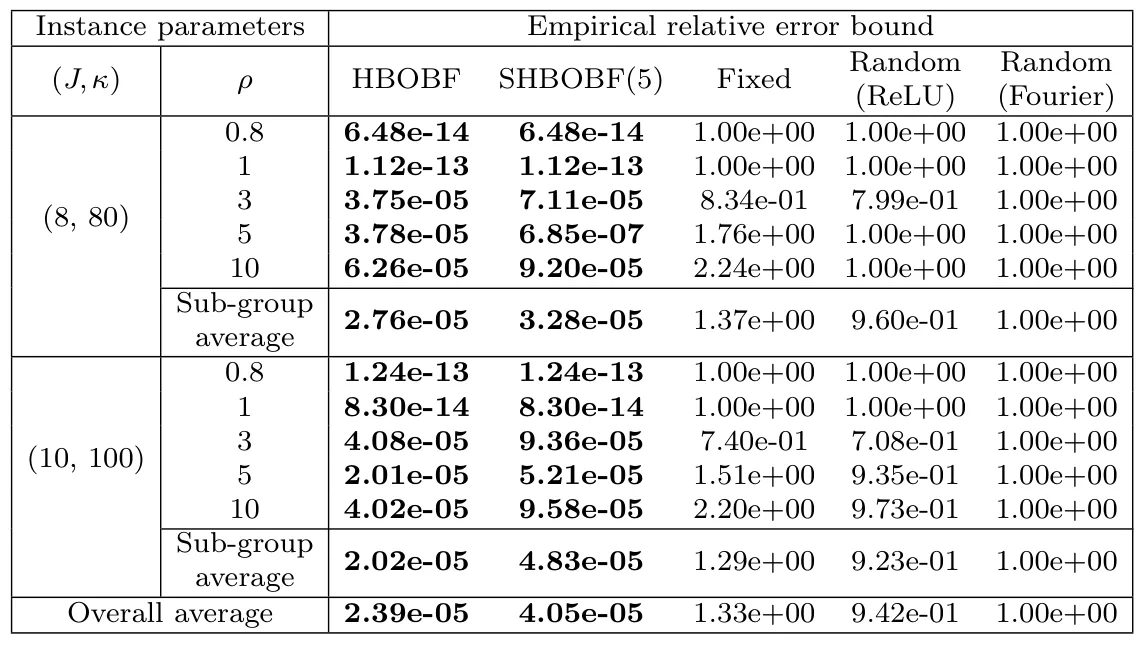 Instance parameters Empirical relative error bound
(J, κ) ρ HBOBF SHBOBF(5) Fixed Random (ReLU) Random (Fourier)
0.8 6.48e-14 6.48e-14 1.00e+00 1.00e+00 1.00e+00
1 1.12e-13 1.12e-13 1.00e+00 1.00e+00 1.00e+00
(8, 80) 3 3.75e-05 7.11e-05 8.34e-01 7.99e-01 1.00e+00
5 3.78e-05 6.85e-07 1.76e+00 1.00e+00 1.00e+00
10 6.26e-05 9.20e-05 2.24e+00 1.00e+00 1.00e+00
Sub-group average 2.76e-05 3.28e-05 1.37e+00 9.60e-01 1.00e+00
0.8 1.24e-13 1.24e-13 1.00e+00 1.00e+00 1.00e+00
1 8.30e-14 8.30e-14 1.00e+00 1.00e+00 1.00e+00
(10, 100) 3 4.08e-05 9.36e-05 7.40e-01 7.08e-01 1.00e+00
5 2.01e-05 5.21e-05 1.51e+00 9.35e-01 1.00e+00
10 4.02e-05 9.58e-05 2.20e+00 9.73e-01 1.00e+00
Sub-group average 2.02e-05 4.83e-05 1.29e+00 9.23e-01 1.00e+00
Overall average 2.39e-05 4.05e-05 1.33e+00 9.42e-01 1.00e+00